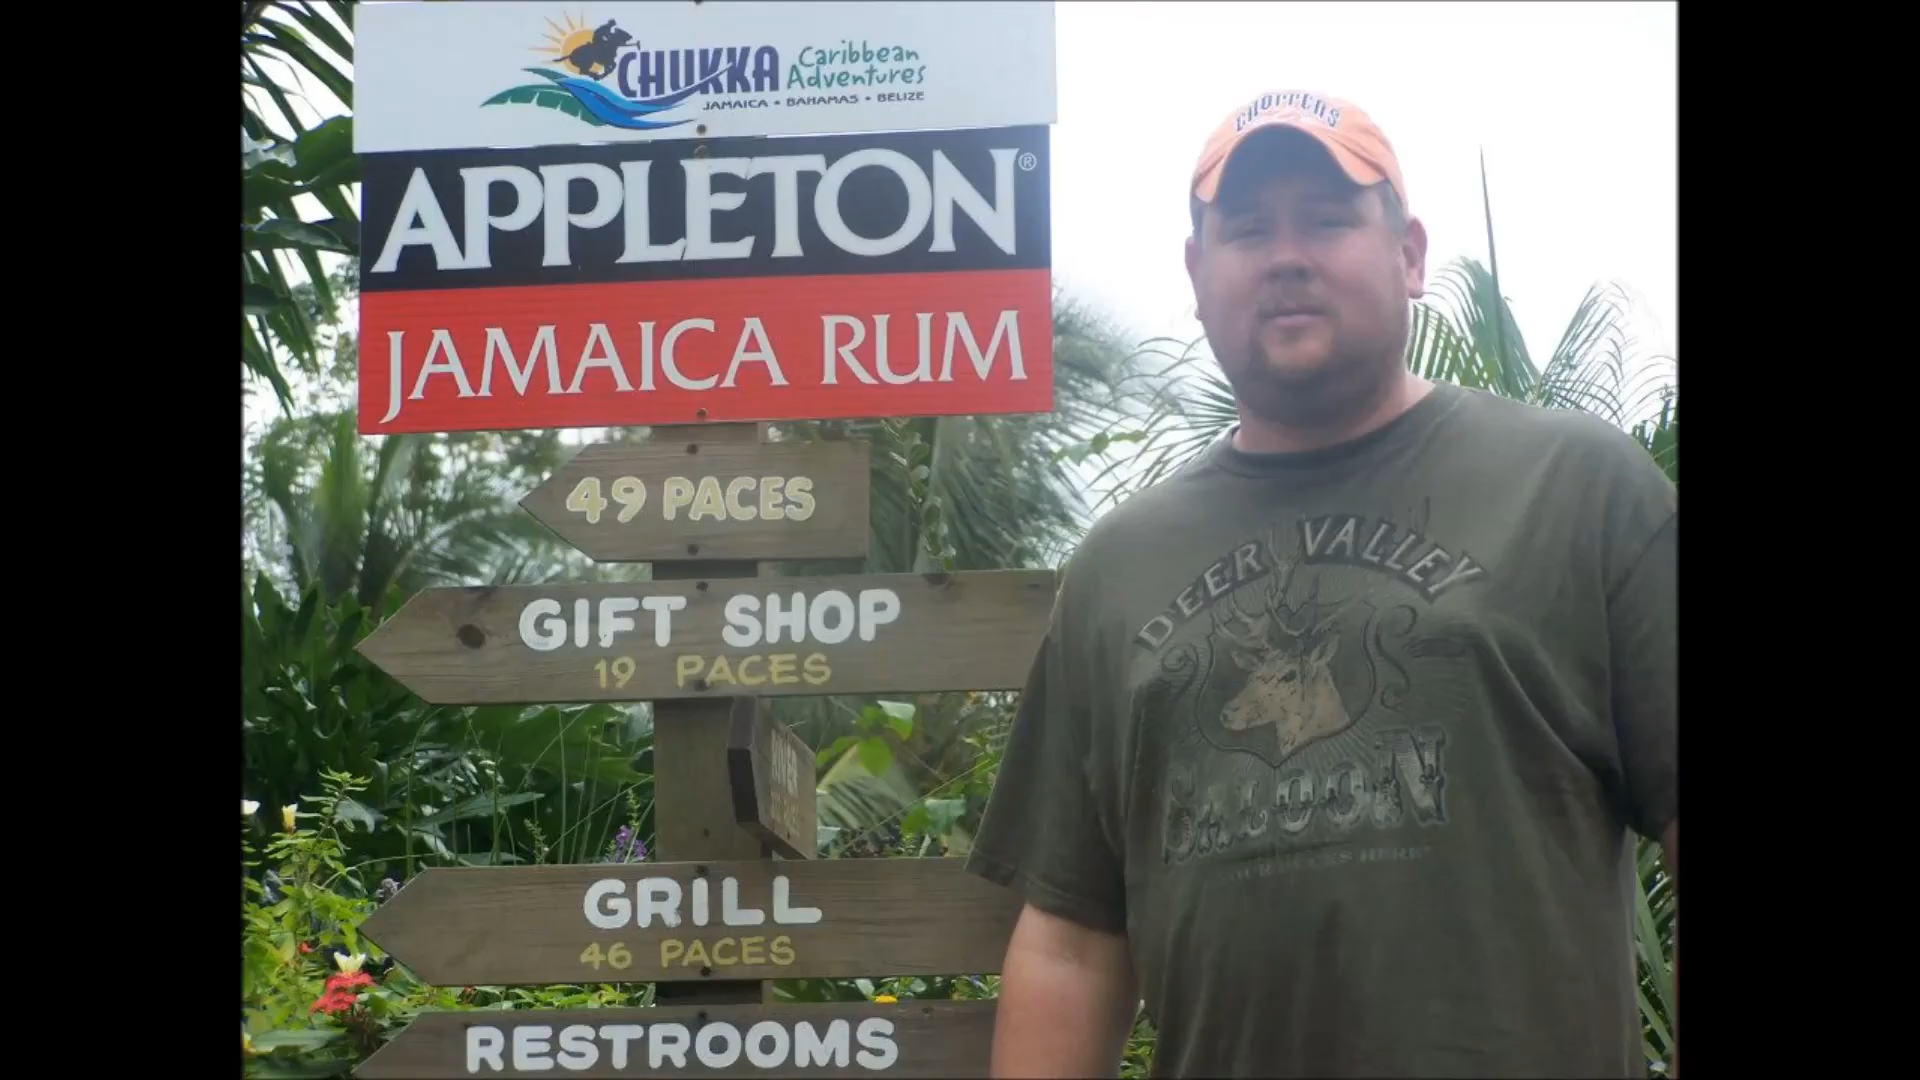 CHUKKA Caribbean Adventures
JAMAICA • BAHAMAS • BELIZE
APPLETON®
JAMAICA RUM
49 PACES
GIFT SHOP
19 PACES
GRILL
46 PACES
RESTROOMS
CHOPPERS
DEER VALLEY
SALOON